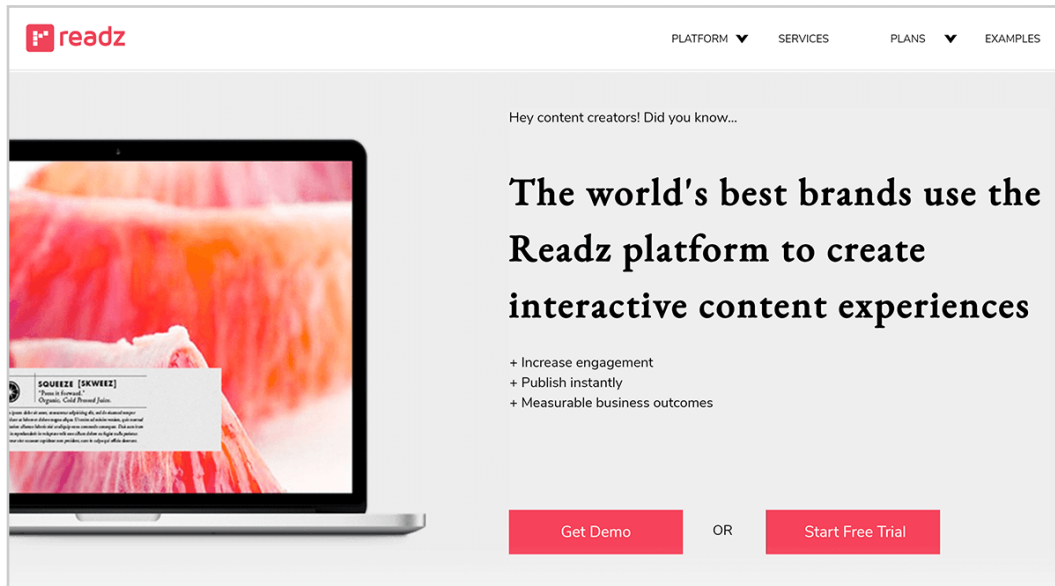 readz
PLATFORM
SERVICES
PLANS
EXAMPLES
Hey content creators! Did you know...
The world's best brands use the
Readz platform to create
interactive content experiences
+ Increase engagement
+ Publish instantly
+ Measurable business outcomes
Get Demo
OR
Start Free Trial
SQUEEZE [SKWEEZ]
"Press it forward."
Organic, Cold Pressed Juice.